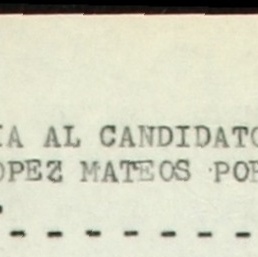 IA AL CANDIDATO
OPEZ MATEOS POR
- - - - - - -